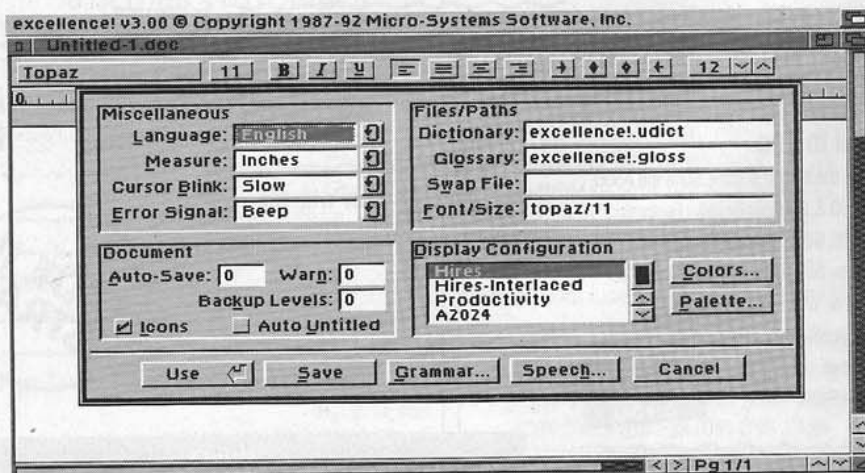 excellence! v3.00 © Copyright 1987-92 Micro-Systems Software, Inc.
Untitled-1.doc
Topaz 11 B I U 12
0
Miscellaneous
Language: English
Measure: Inches
Cursor Blink: Slow
Error Signal: Beep
Files/Paths
Dictionary: excellence!.udict
Glossary: excellence!.gloss
Swap File:
Font/Size: topaz/11
Document
Auto-Save: 0 Warn: 0
Backup Levels: 0
Icons Auto Untitled
Display Configuration
Hires
Hires-Interlaced
Productivity
A2024
Colors...
Palette...
Use Save Grammar... Speech... Cancel
Pg 1/1